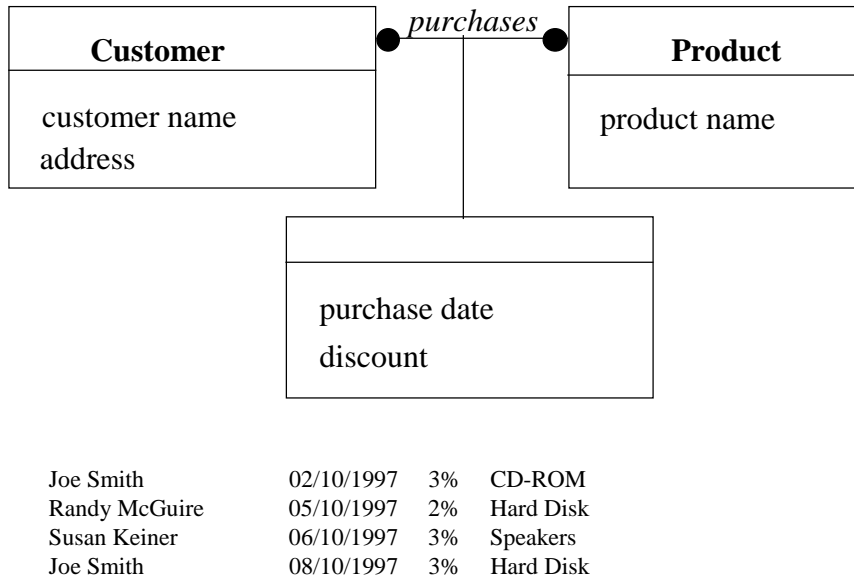 purchases
Customer
customer name
address
Product
product name
purchase date
discount
Joe Smith 02/10/1997 3% CD-ROM
Randy McGuire 05/10/1997 2% Hard Disk
Susan Keiner 06/10/1997 3% Speakers
Joe Smith 08/10/1997 3% Hard Disk